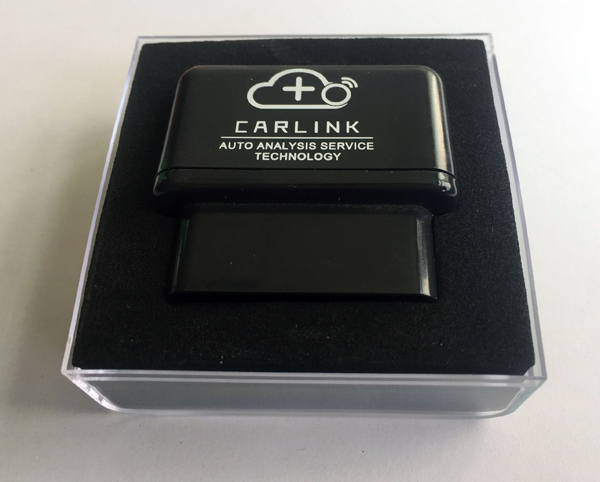 CARLINK
AUTO ANALYSIS SERVICE
TECHNOLOGY